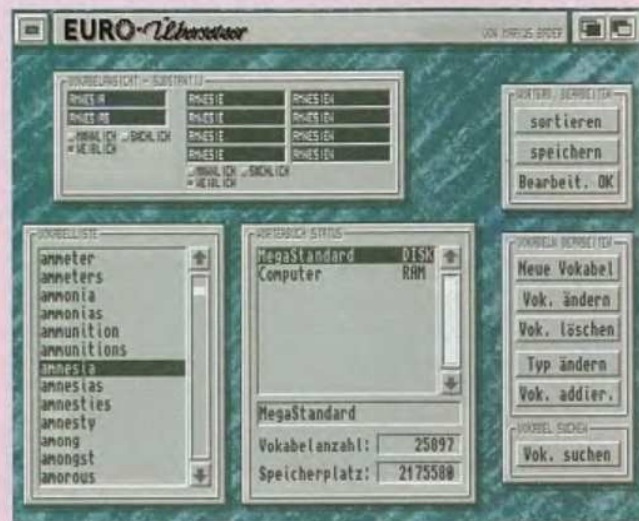 EURO-Übersetzer
VON MARCUS BADER
VOKABELANSICHT - SUBSTANTIV
AMNESIA
AMNESIAS
MÄNNLICH SÄCHLICH
WEIBLICH
AMNESIE AMNESIEN
AMNESIE AMNESIEN
AMNESIE AMNESIEN
AMNESIE AMNESIEN
MÄNNLICH SÄCHLICH
WEIBLICH
WÖRTERB. BEARBEITEN
sortieren
speichern
Bearbeit. OK
VOKABELLISTE
ammeter
ammeters
ammonia
ammonias
ammunition
ammunitions
amnesia
amnesias
amnesties
amnesty
among
amongst
amorous
WÖRTERBUCH STATUS
MegaStandard DISK
Computer RAM
MegaStandard
Vokabelanzahl: 25097
Speicherplatz: 2175580
VOKABELN BEARBEITEN
Neue Vokabel
Vok. ändern
Vok. löschen
Typ ändern
Vok. addier.
VOKABEL SUCHEN
Vok. suchen